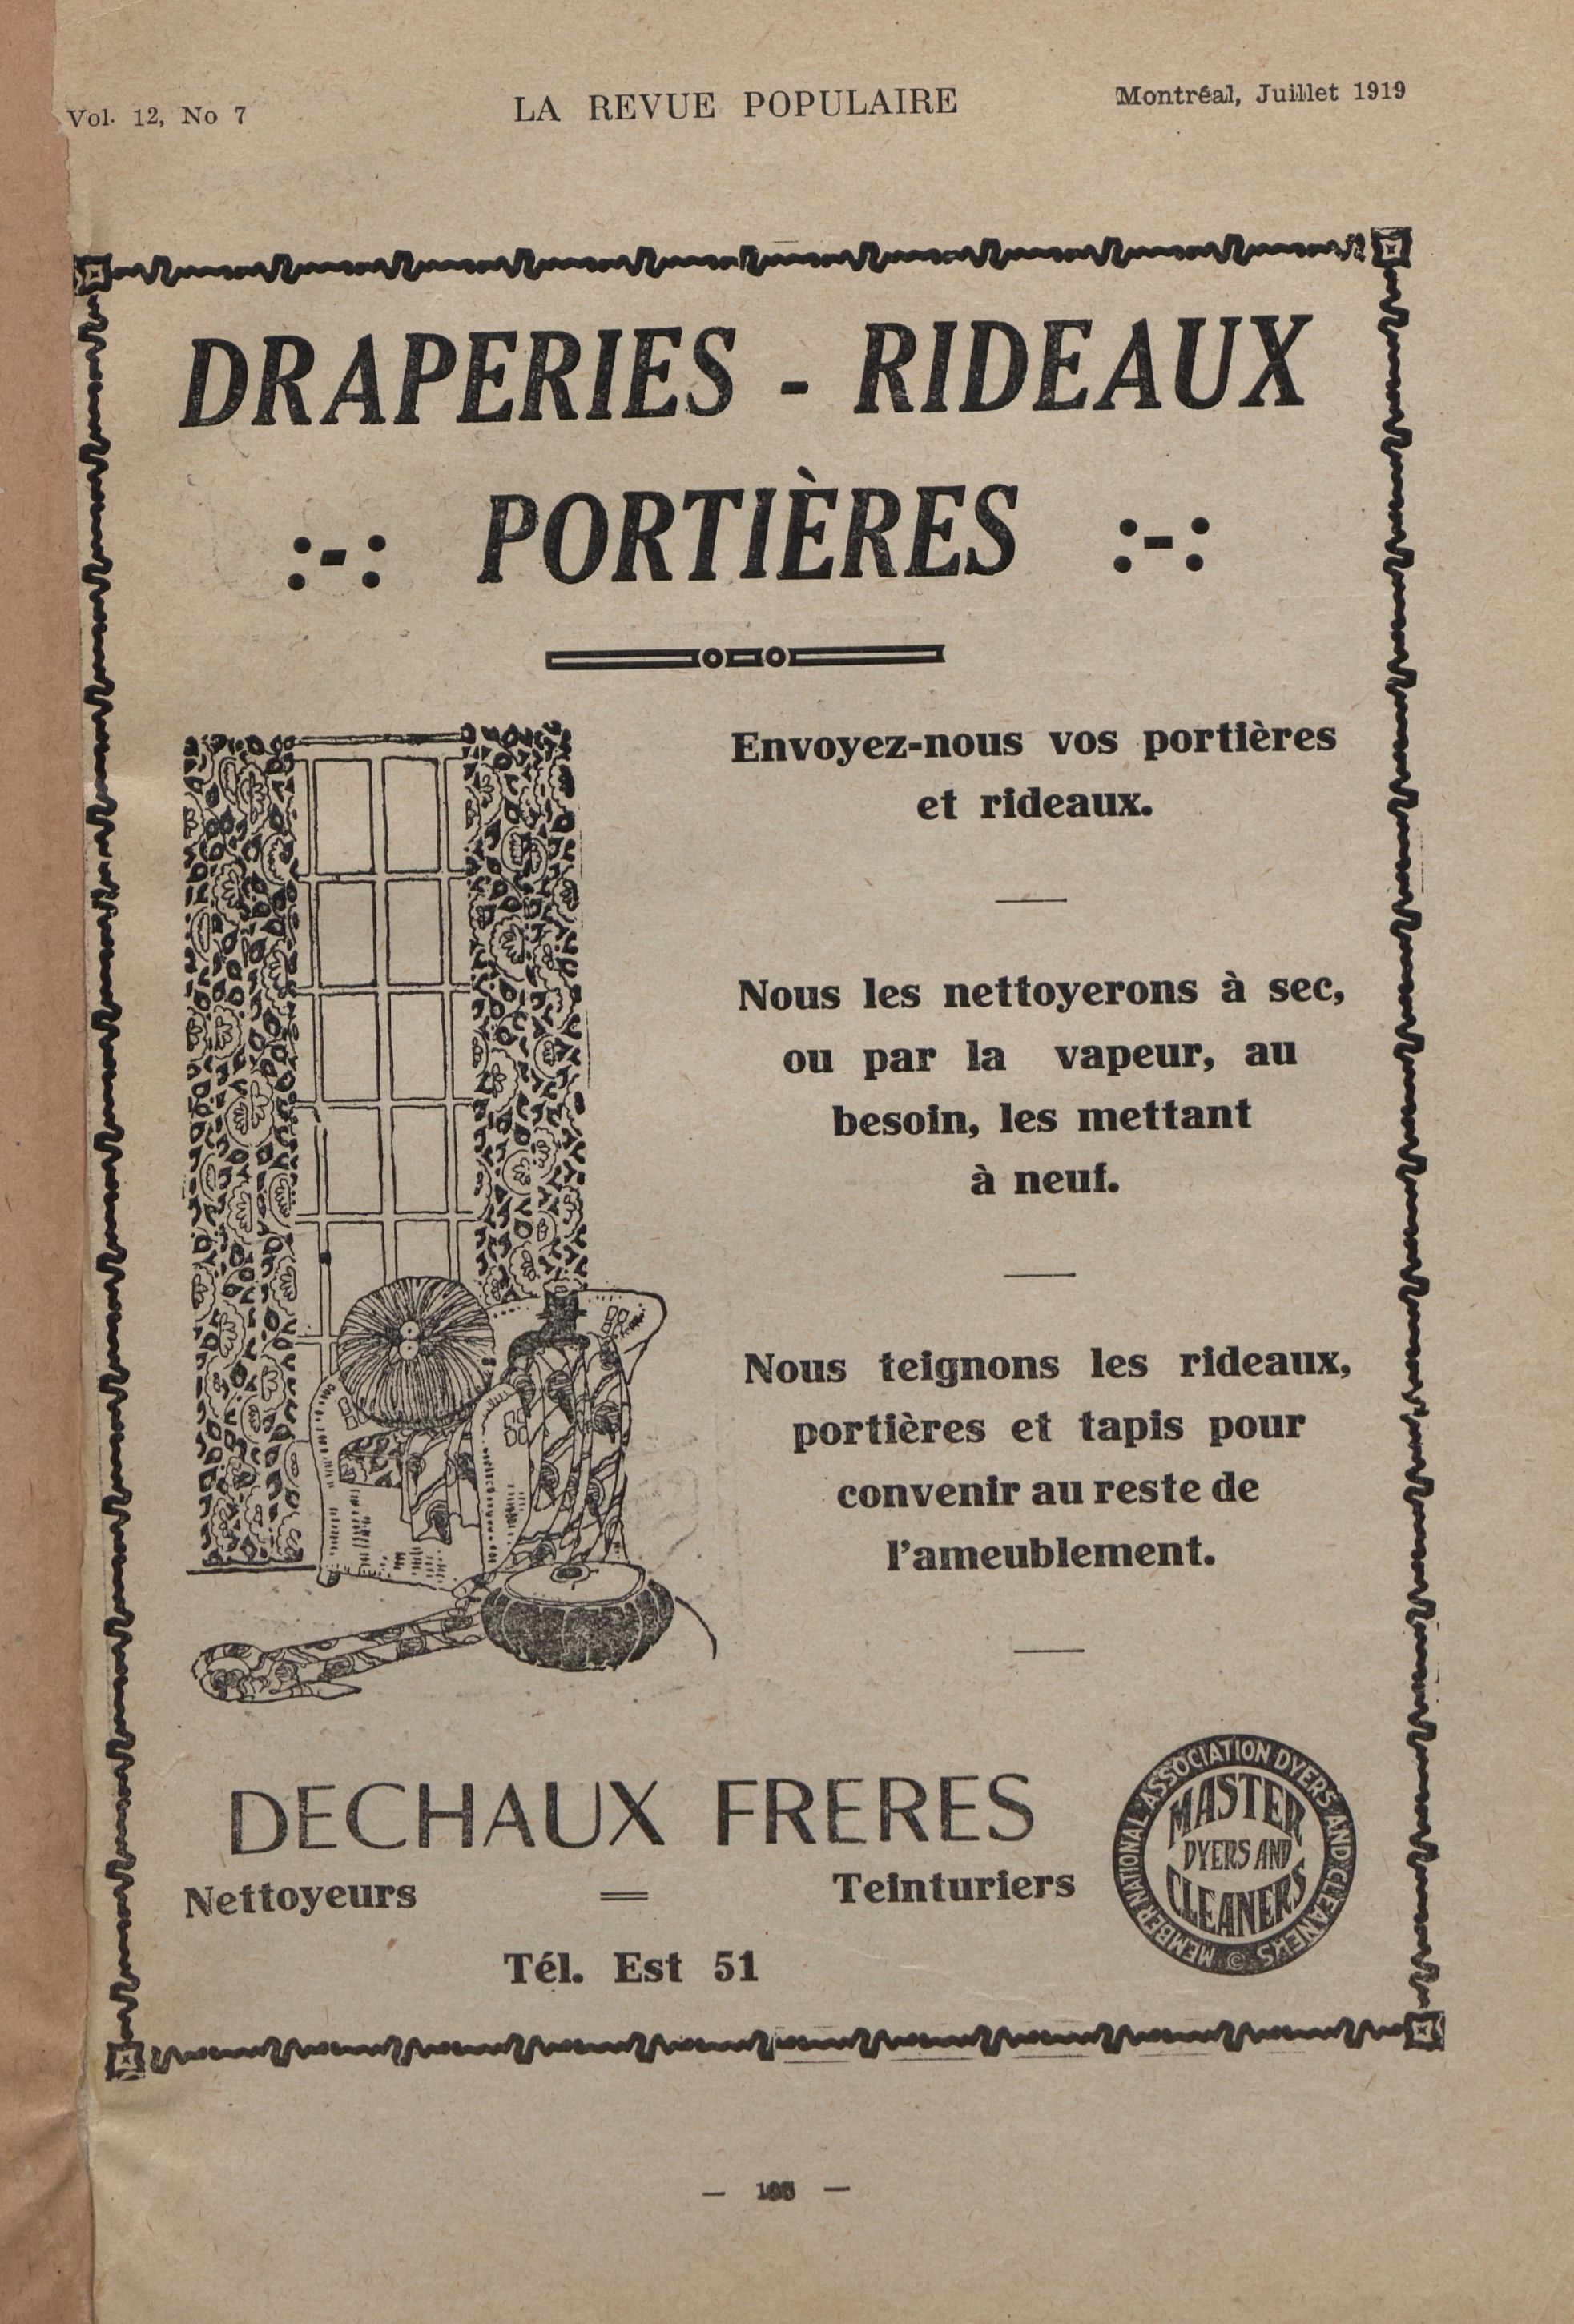 Vol. 12, No 7
LA REVUE POPULAIRE
Montréal, Juillet 1919
DRAPERIES - RIDEAUX
:-: PORTIÈRES :-:
Envoyez-nous vos portières
et rideaux.
Nous les nettoyerons à sec,
ou par la vapeur, au
besoin, les mettant
à neuf.
Nous teignons les rideaux,
portières et tapis pour
convenir au reste de
l'ameublement.
DECHAUX FRERES
Nettoyeurs = Teinturiers
Tél. Est 51
MEMBER NATIONAL ASSOCIATION DYERS AND CLEANERS ©
MASTER
DYERS AND
CLEANERS